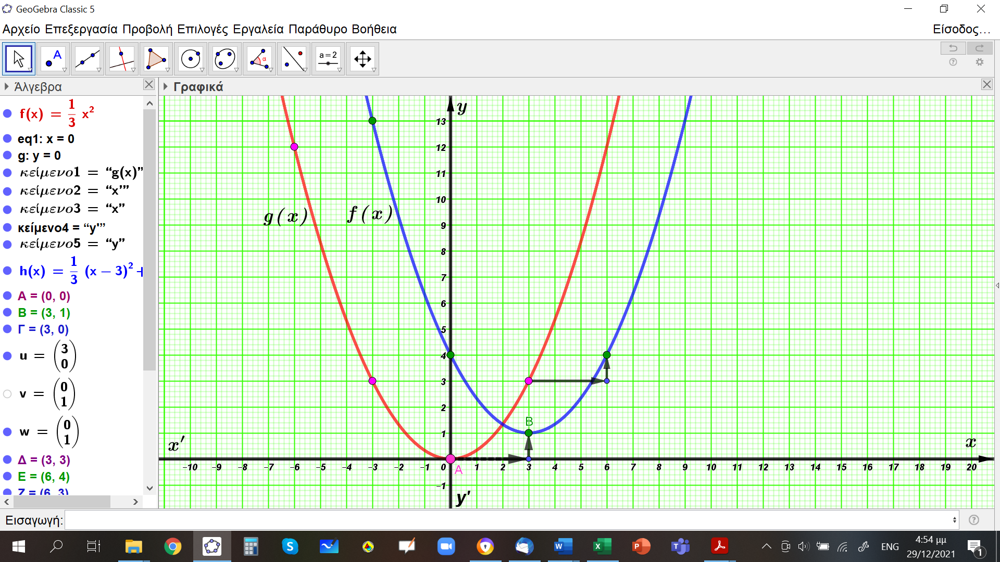 GeoGebra Classic 5
Αρχείο Επεξεργασία Προβολή Επιλογές Εργαλεία Παράθυρο Βοήθεια
Είσοδος…
A
α
a = 2
Άλγεβρα
Γραφικά
f(x) = 1/3 x²
eq1: x = 0
g: y = 0
κείμενο1 = “g(x)”
κείμενο2 = “x'”
κείμενο3 = “x”
κείμενο4 = “y'”
κείμενο5 = “y”
h(x) = 1/3 (x − 3)² +
A = (0, 0)
B = (3, 1)
Γ = (3, 0)
u = (3 0)
v = (0 1)
w = (0 1)
Δ = (3, 3)
E = (6, 4)
Z = (6, 3)
y
13
12
11
10
9
8
7
6
5
4
3
2
1
−1
g(x)
f(x)
B
x'
x
−10 −9 −8 −7 −6 −5 −4 −3 −2 −1 0 1 2 3 4 5 6 7 8 9 10 11 12 13 14 15 16 17 18 19 20
A
y'
Εισαγωγή:
ENG
4:54 μμ
29/12/2021
1